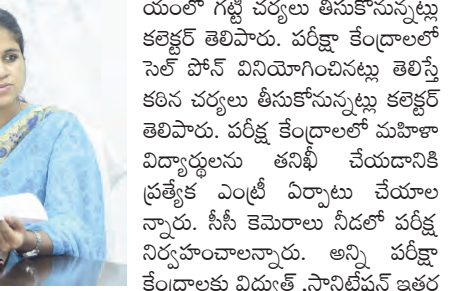 యంలో గట్టి చర్యలు తీసుకోనున్నట్లు
కలెక్టర్ తెలిపారు. పరీక్షా కేంద్రాలలో
సెల్ ఫోన్ వినియోగించినట్లు తెలిస్తే
కఠిన చర్యలు తీసుకోనున్నట్లు కలెక్టర్
తెలిపారు. పరీక్ష కేంద్రాలలో మహిళా
విద్యార్థులను తనిఖీ చేయడానికి
ప్రత్యేక ఎంట్రీ ఏర్పాటు చేయాల
న్నారు. సీసీ కెమెరాలు నీడలో పరీక్ష
నిర్వహించాలన్నారు. అన్ని పరీక్షా
కేంద్రాలకు విద్యుత్ ,సానిటేషన్ ఇతర